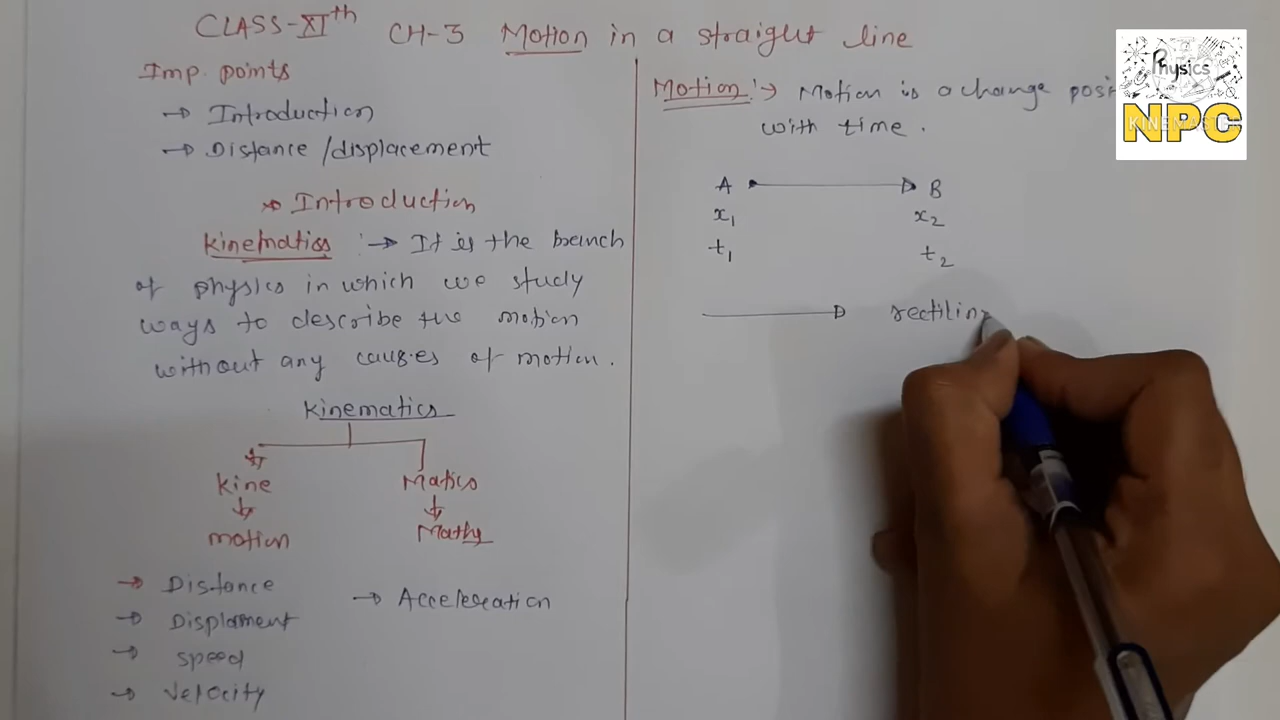 CLASS-XIth CH-3 Motion in a straight line
Imp. points
→ Introduction
→ Distance /displacement
Introduction
Kinematics :→ It is the branch
of physics in which we study
ways to describe the motion
without any causes of motion.
Kinematics
Kine Matics
motion Maths
→ Distance
→ Displament
→ speed
→ Velocity
→ Acceleration
Motion :→ Motion is a change posi
with time .
A B
x1 x2
t1 t2
rectilin
Physics
NPC